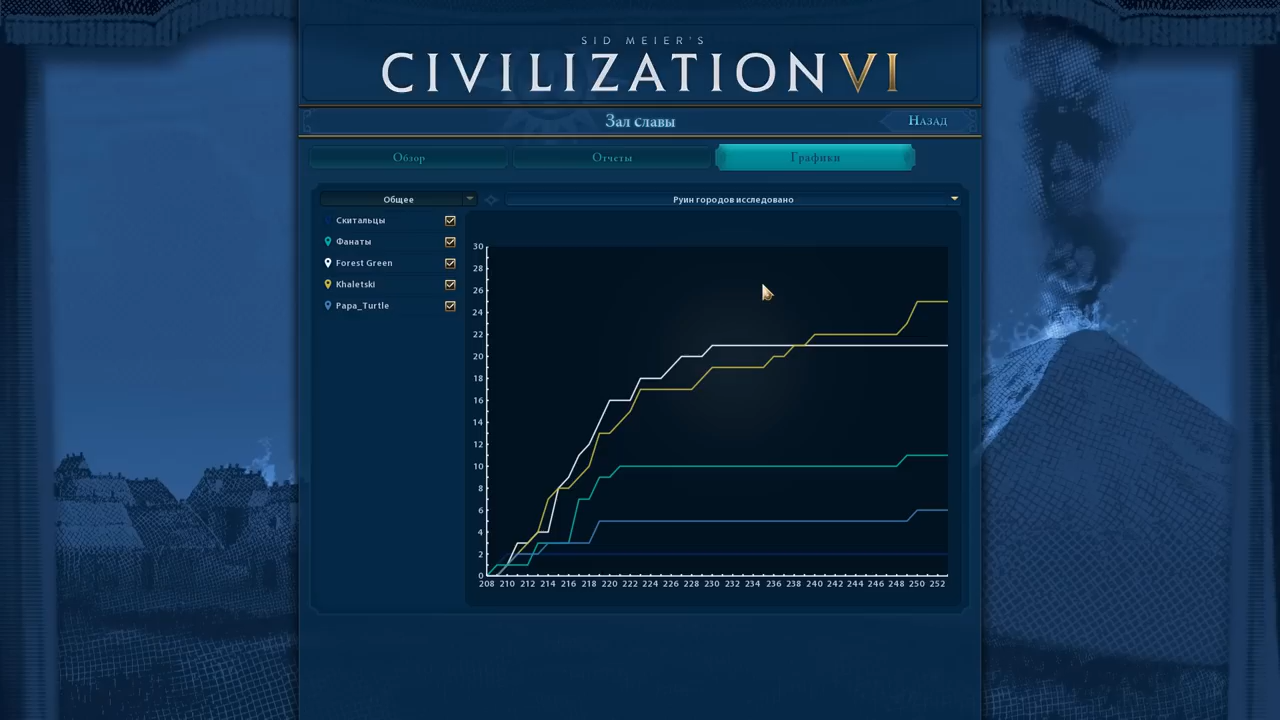 SID MEIER'S
CIVILIZATION VI
Зал славы
Назад
Обзор
Отчеты
Графики
Общее
Руин городов исследовано
Скитальцы
Фанаты
Forest Green
Khaletski
Papa_Turtle
30
28
26
24
22
20
18
16
14
12
10
8
6
4
2
0
208 210 212 214 216 218 220 222 224 226 228 230 232 234 236 238 240 242 244 246 248 250 252